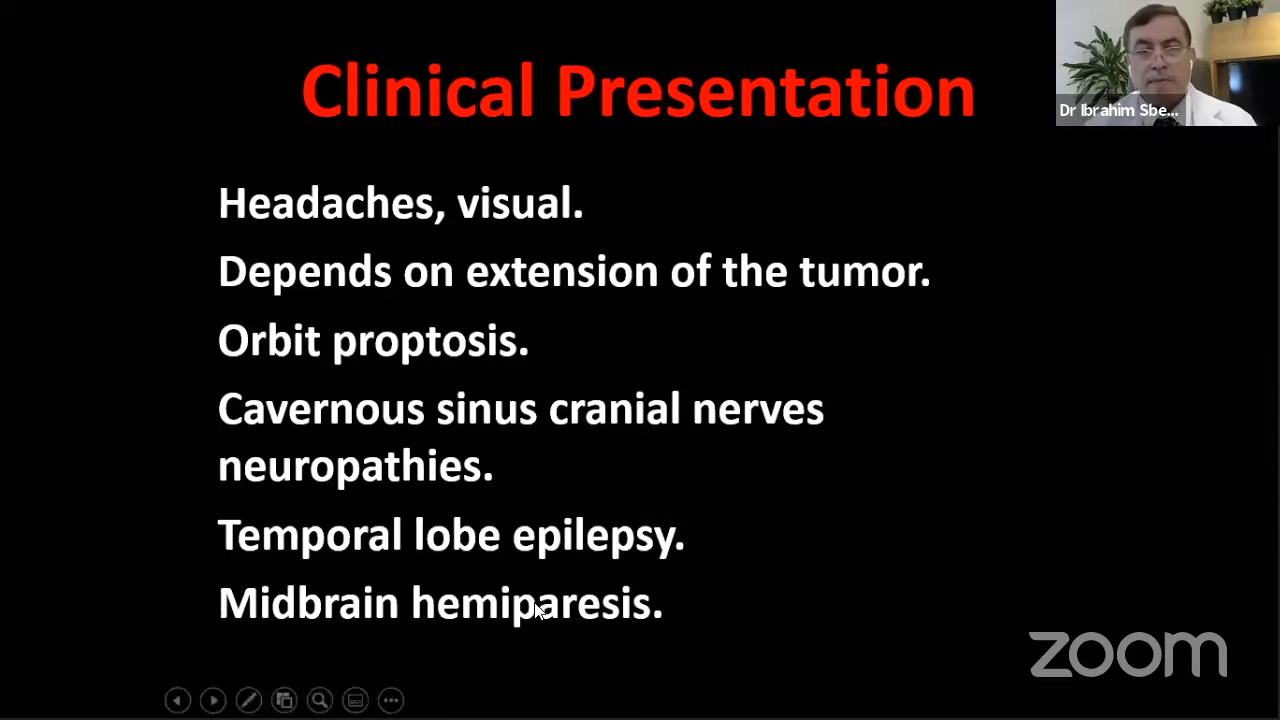 Clinical Presentation
Dr Ibrahim Sbe...
Headaches, visual.
Depends on extension of the tumor.
Orbit proptosis.
Cavernous sinus cranial nerves
neuropathies.
Temporal lobe epilepsy.
Midbrain hemiparesis.
zoom